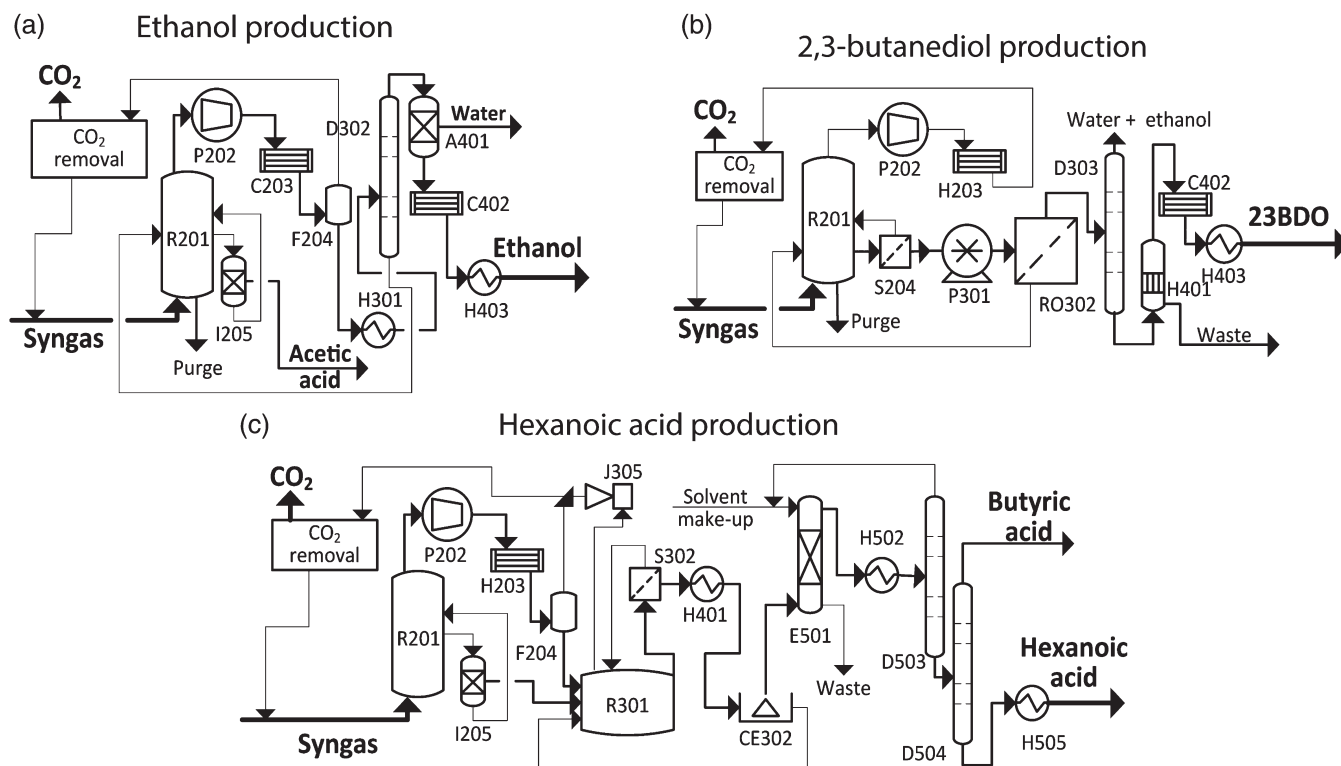 (a)
Ethanol production
CO₂
CO₂
removal
P202
C203
D302
Water
A401
R201
F204
C402
Ethanol
H301
H403
Syngas
I205
Purge
Acetic
acid
(b)
2,3-butanediol production
CO₂
CO₂
removal
P202
H203
Water + ethanol
D303
C402
R201
23BDO
H403
S204
P301
RO302
H401
Syngas
Purge
Waste
(c)
Hexanoic acid production
CO₂
CO₂
removal
P202
H203
J305
Solvent
make-up
S302
H401
H502
Butyric
acid
R201
F204
E501
D503
Waste
Hexanoic
acid
I205
R301
CE302
D504
H505
Syngas